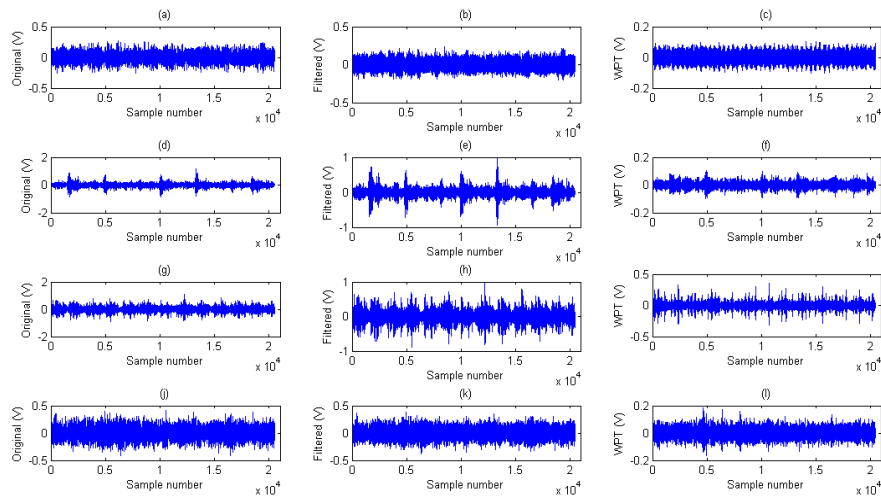 (a)
Original (V)
0.5
0
-0.5
0 0.5 1 1.5 2
x 10^4
Sample number
(b)
Filtered (V)
0.5
0
-0.5
0 0.5 1 1.5 2
x 10^4
Sample number
(c)
WPT (V)
0.2
0
-0.2
0 0.5 1 1.5 2
x 10^4
Sample number
(d)
Original (V)
2
0
-2
0 0.5 1 1.5 2
x 10^4
Sample number
(e)
Filtered (V)
1
0
-1
0 0.5 1 1.5 2
x 10^4
Sample number
(f)
WPT (V)
0.2
0
-0.2
0 0.5 1 1.5 2
x 10^4
Sample number
(g)
Original (V)
2
0
-2
0 0.5 1 1.5 2
x 10^4
Sample number
(h)
Filtered (V)
1
0
-1
0 0.5 1 1.5 2
x 10^4
Sample number
WPT (V)
0.5
0
-0.5
0 0.5 1 1.5 2
x 10^4
Sample number
(j)
Original (V)
0.5
0
-0.5
0 0.5 1 1.5 2
x 10^4
Sample number
(k)
Filtered (V)
0.5
0
-0.5
0 0.5 1 1.5 2
x 10^4
Sample number
(l)
WPT (V)
0.2
0
-0.2
0 0.5 1 1.5 2
x 10^4
Sample number